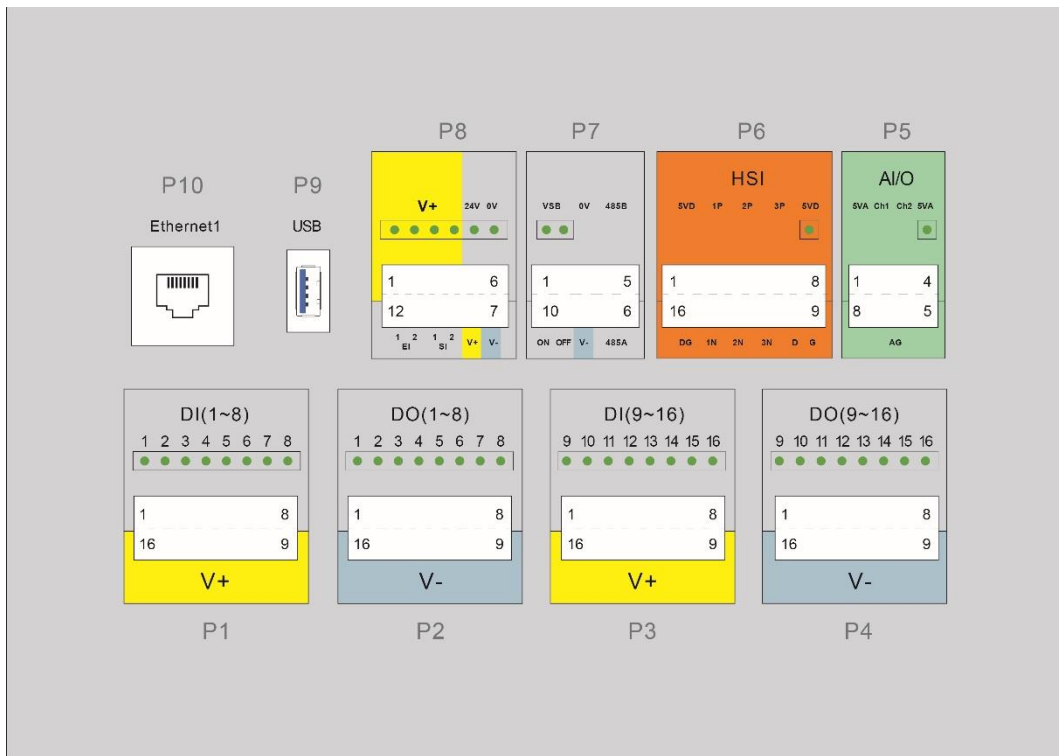 P8 P7 P6 P5
P10 P9
Ethernet1 USB
V+ 24V 0V
1 6
12 7
1 2 1 2 V+ V-
EI SI
VSB 0V 485B
1 5
10 6
ON OFF V- 485A
HSI
5VD 1P 2P 3P 5VD
1 8
16 9
DG 1N 2N 3N D G
AI/O
5VA Ch1 Ch2 5VA
1 4
8 5
AG
DI(1~8)
1 2 3 4 5 6 7 8
1 8
16 9
V+
P1
DO(1~8)
1 2 3 4 5 6 7 8
1 8
16 9
V-
P2
DI(9~16)
9 10 11 12 13 14 15 16
1 8
16 9
V+
P3
DO(9~16)
9 10 11 12 13 14 15 16
1 8
16 9
V-
P4